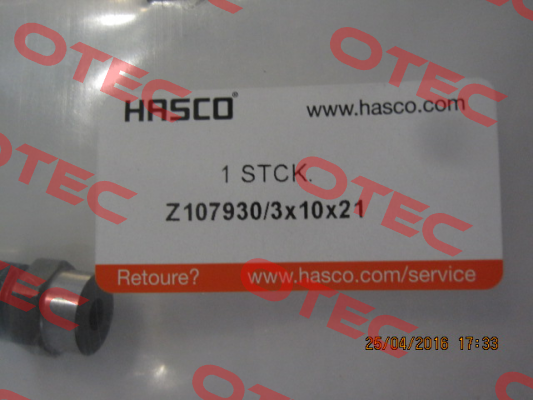 HASCO® www.hasco.com
1 STCK.
Z107930/3x10x21
Retoure? www.hasco.com/service
25/04/2016 17:33
OTEC
OTEC
OTEC
OTEC
OTEC
OTEC
OTEC